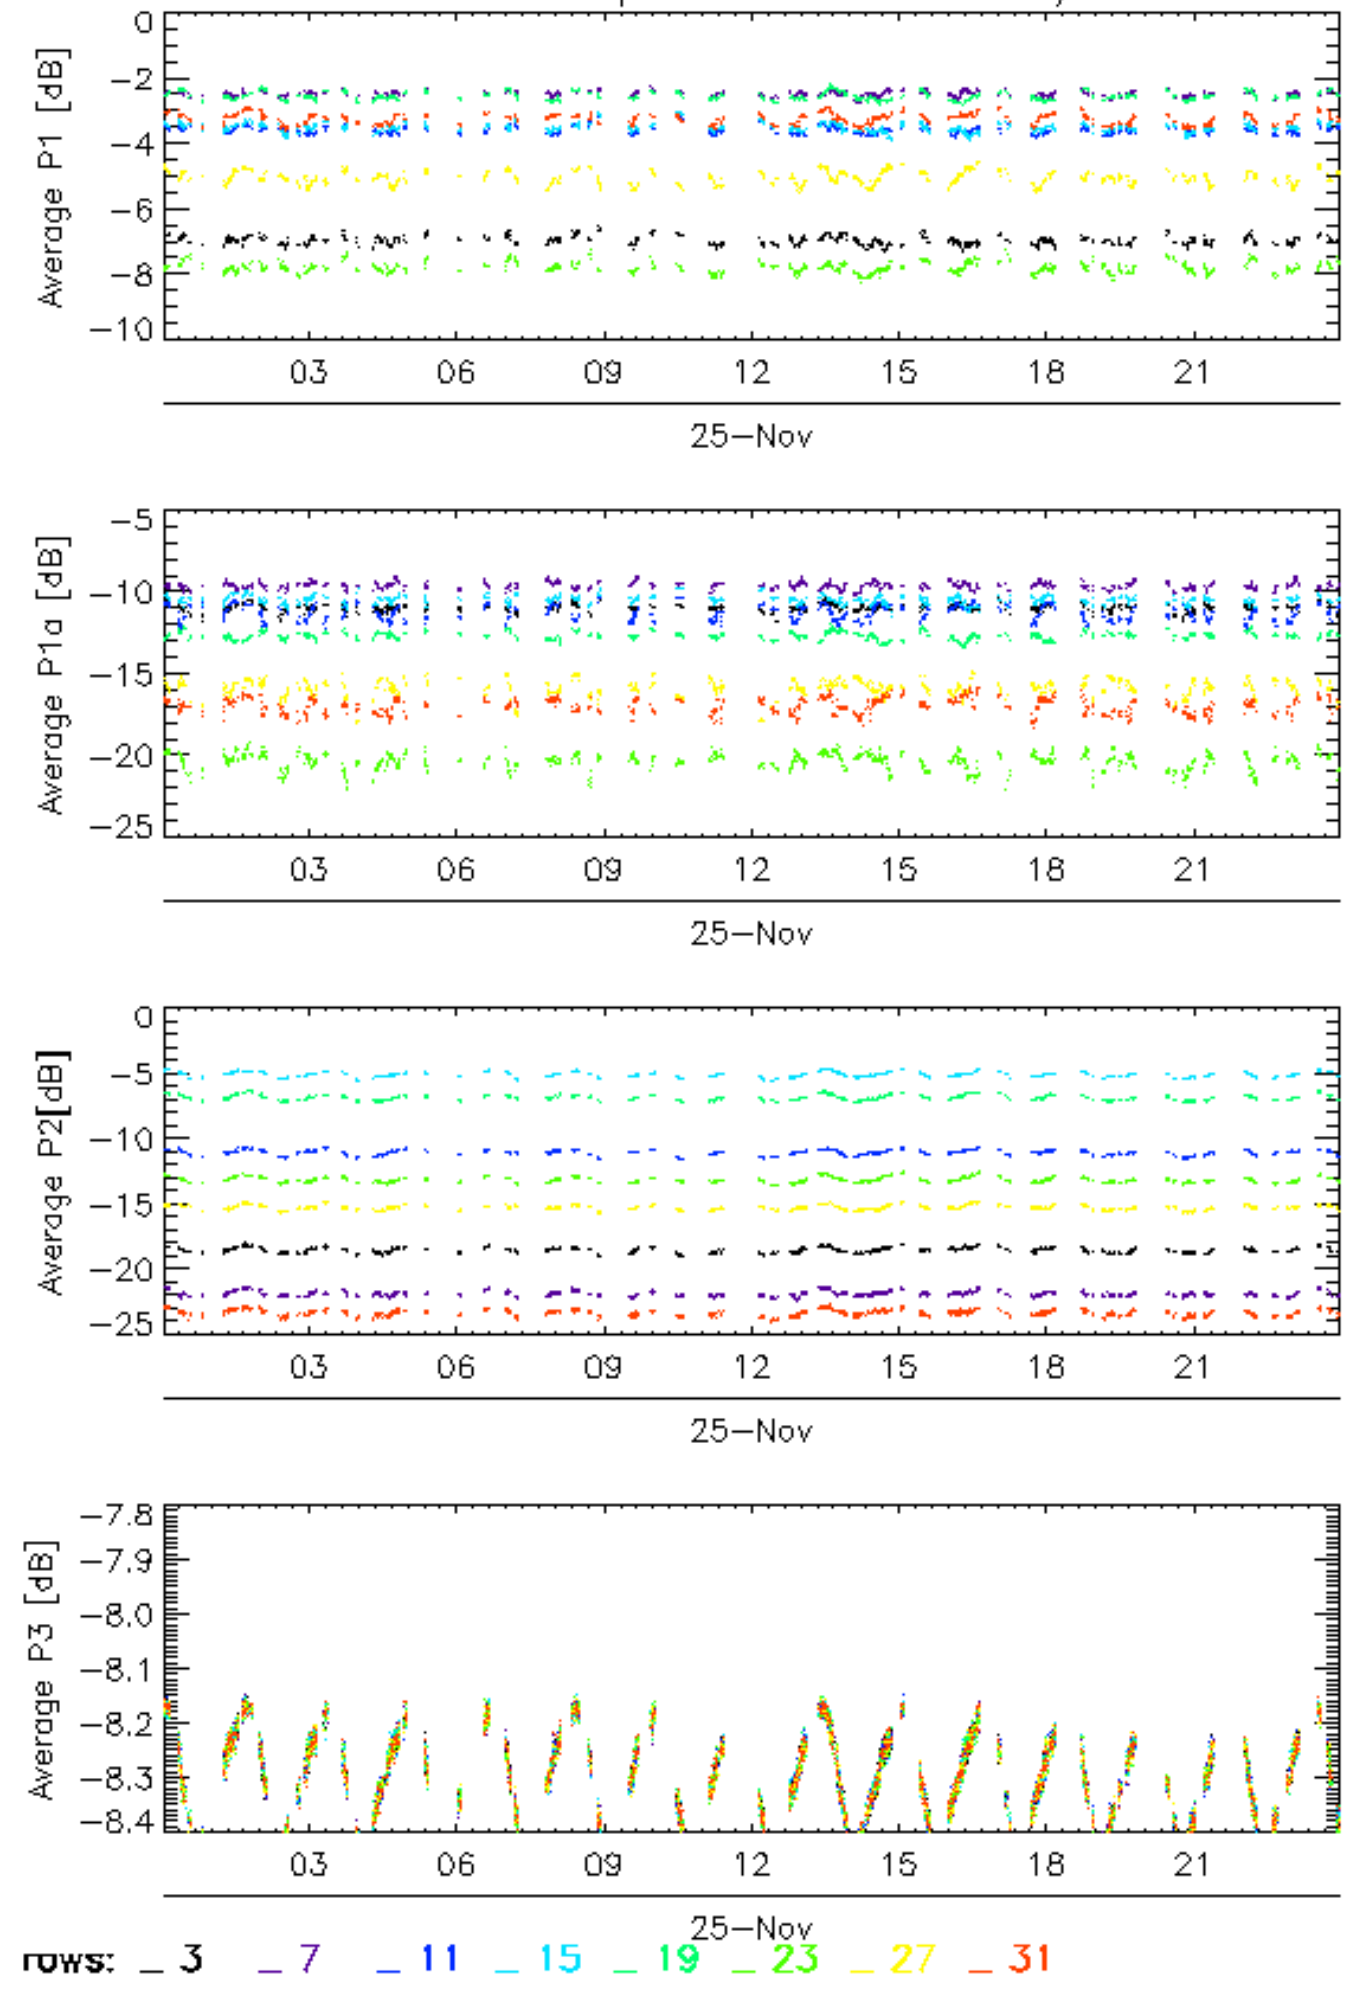 0
−2
−4
−6
−8
−10
Average P1 [dB]
03 06 09 12 15 18 21
25−Nov
−5
−10
−15
−20
−25
Average P1a [dB]
03 06 09 12 15 18 21
25−Nov
0
−5
−10
−15
−20
−25
Average P2[dB]
03 06 09 12 15 18 21
25−Nov
−7.8
−7.9
−8.0
−8.1
−8.2
−8.3
−8.4
Average P3 [dB]
03 06 09 12 15 18 21
25−Nov
rows: _ 3 _ 7 _ 11 _ 15 _ 19 _ 23 _ 27 _ 31